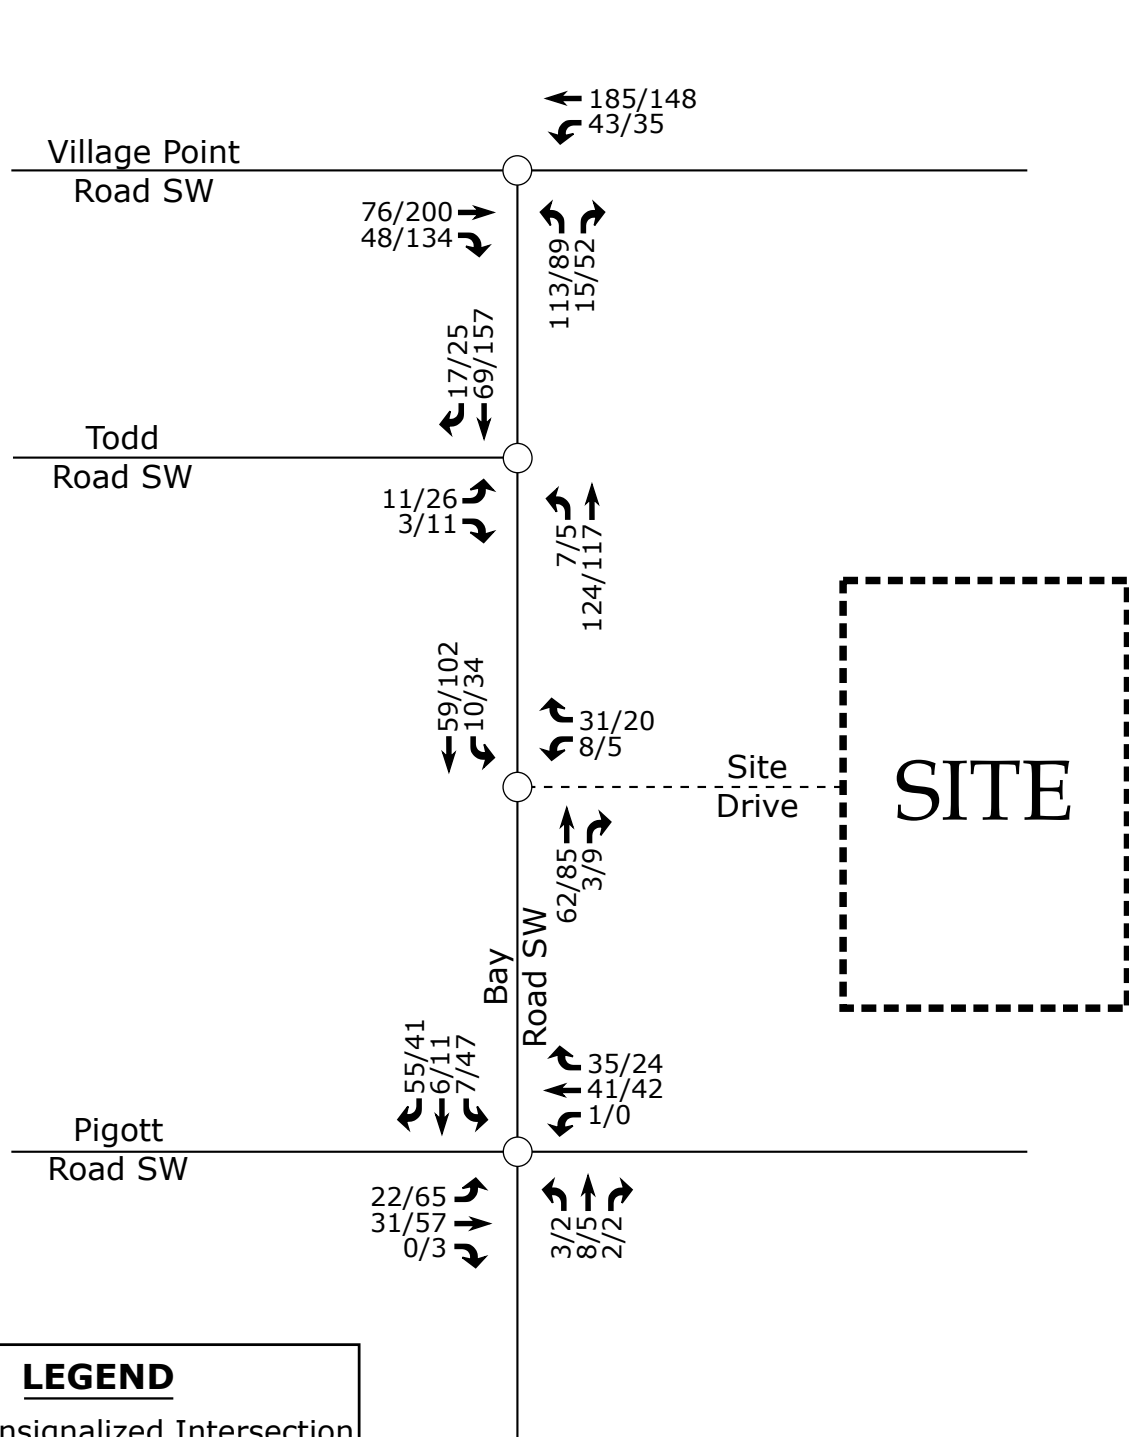 185/148
43/35
Village Point
Road SW
76/200
48/134
113/89
15/52
17/25
69/157
Todd
Road SW
11/26
3/11
7/5
124/117
59/102
10/34
31/20
8/5
Site
Drive
SITE
62/85
3/9
Bay
Road SW
55/41
6/11
7/47
35/24
41/42
1/0
Pigott
Road SW
22/65
31/57
0/3
3/2
8/5
2/2
LEGEND
nsignalized Intersection